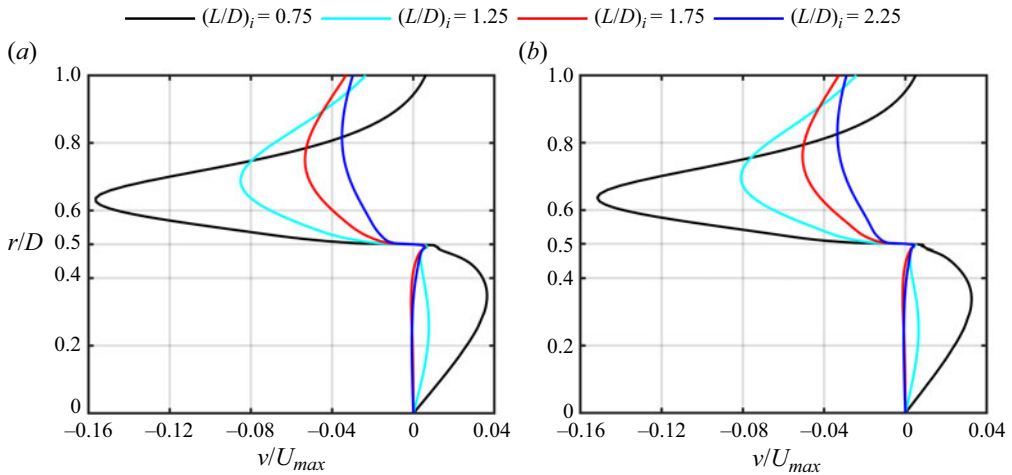 (L/D)i = 0.75 (L/D)i = 1.25 (L/D)i = 1.75 (L/D)i = 2.25
(a) (b)
1.0 1.0
0.8 0.8
0.6 0.6
r/D 0.5 0.5
0.4 0.4
0.2 0.2
0 0
–0.16 –0.12 –0.08 –0.04 0 0.04 –0.16 –0.12 –0.08 –0.04 0 0.04
v/Umax v/Umax